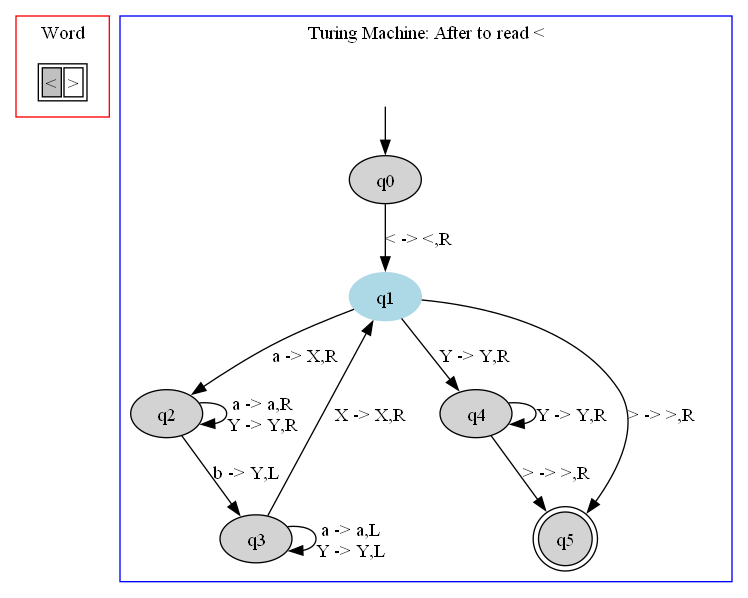 Word
< >
Turing Machine: After to read <
q0
< -> <,R
q1
a -> X,R
Y -> Y,R
q2
a -> a,R
Y -> Y,R
X -> X,R
q4
Y -> Y,R
> -> >,R
b -> Y,L
> -> >,R
q3
a -> a,L
Y -> Y,L
q5